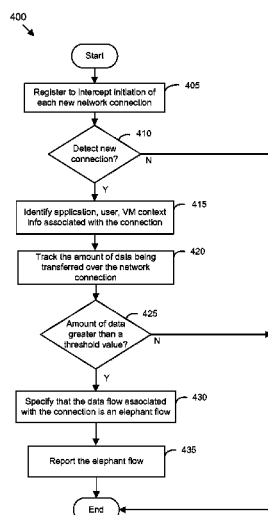 400
Start
Register to intercept initiation of
each new network connection
405
Detect new
connection?
410
N
Y
Identify application, user, VM context
info associated with the connection
415
Track the amount of data being
transferred over the network
connection
420
Amount of data
greater than a
threshold value?
425
N
Y
Specify that the data flow associated
with the connection is an elephant flow
430
Report the elephant flow
435
End